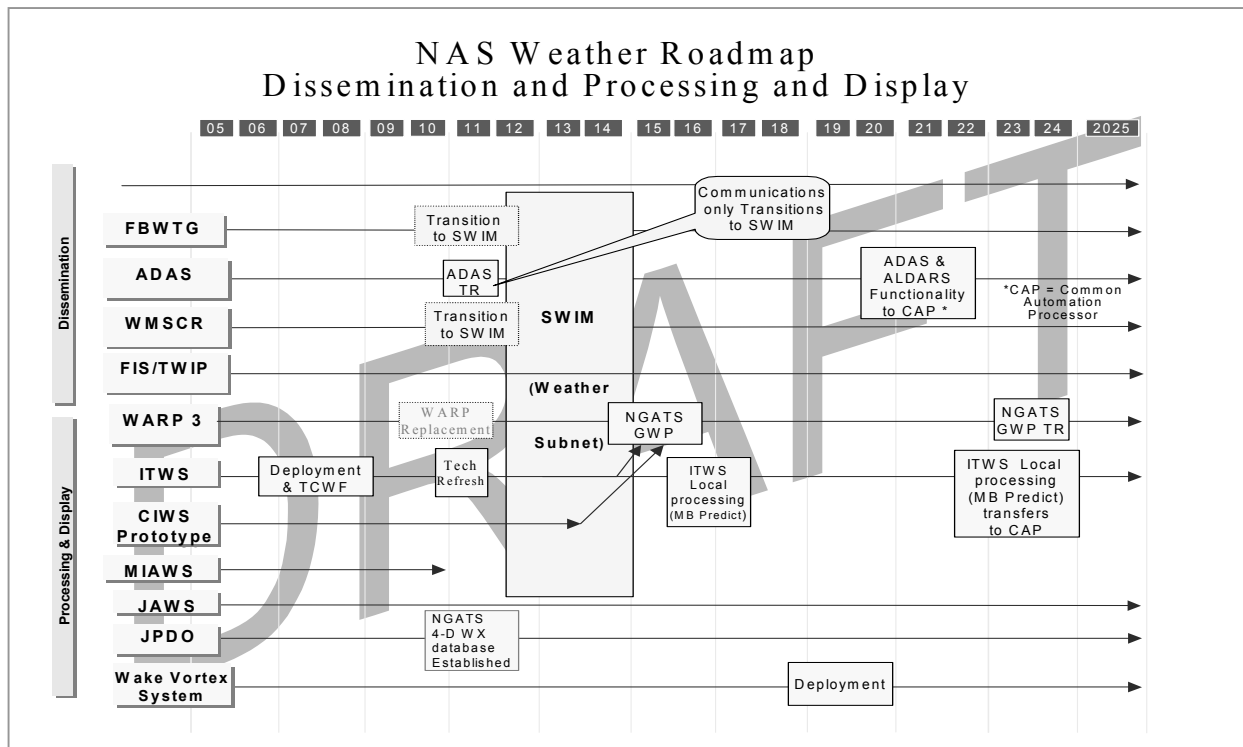 NAS Weather Roadmap
Dissemination and Processing and Display
05 06 07 08 09 10 11 12 13 14 15 16 17 18 19 20 21 22 23 24 2025
Dissemination
FBWTG
Transition
to SWIM
Communications
only Transitions
to SWIM
ADAS
ADAS
TR
ADAS &
ALDARS
Functionality
to CAP *
*CAP = Common
Automation
Processor
WMSCR
Transition
to SWIM
SWIM
(Weather
Subnet)
FIS/TWIP
Processing & Display
WARP 3
WARP
Replacement
NGATS
GWP
NGATS
GWP TR
ITWS
Deployment
& TCWF
Tech
Refresh
ITWS
Local
processing
(MB Predict)
ITWS Local
processing
(MB Predict)
transfers
to CAP
CIWS
Prototype
MIAWS
JAWS
JPDO
NGATS
4-D WX
database
Established
Wake Vortex
System
Deployment
DRAFT